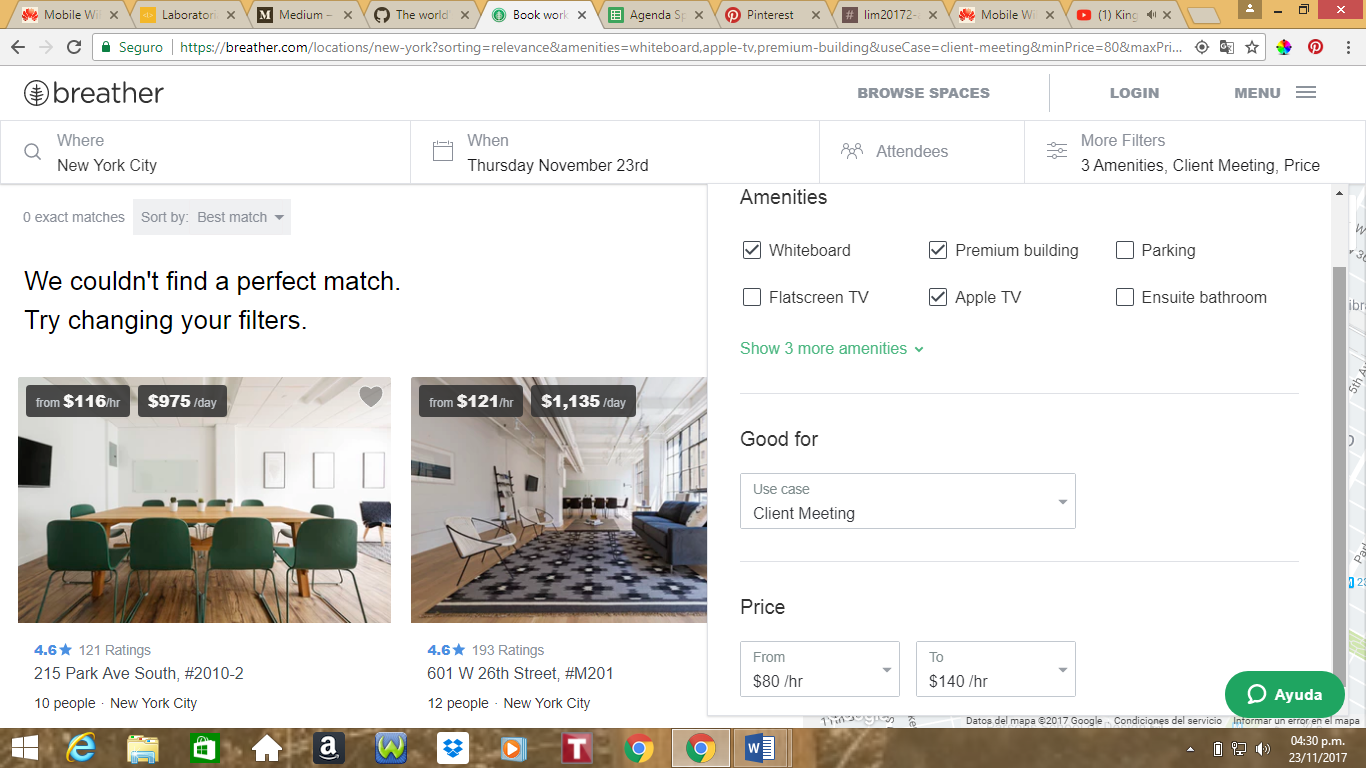 Mobile Wi
Laboratori
Medium –
The world
Book work
Agenda Sp
Pinterest
lim20172-
Mobile Wi
(1) King
Seguro
https://breather.com/locations/new-york?sorting=relevance&amenities=whiteboard,apple-tv,premium-building&useCase=client-meeting&minPrice=80&maxPri...
breather
BROWSE SPACES
LOGIN
MENU
Where
New York City
When
Thursday November 23rd
Attendees
More Filters
3 Amenities, Client Meeting, Price
0 exact matches
Sort by: Best match
We couldn't find a perfect match.
Try changing your filters.
from $116/hr
$975 /day
from $121/hr
$1,135 /day
4.6 121 Ratings
215 Park Ave South, #2010-2
10 people · New York City
4.6 193 Ratings
601 W 26th Street, #M201
12 people · New York City
Amenities
Whiteboard
Premium building
Parking
Flatscreen TV
Apple TV
Ensuite bathroom
Show 3 more amenities
Good for
Use case
Client Meeting
Price
From
$80 /hr
To
$140 /hr
5th Av
Ayuda
Datos del mapa ©2017 Google
Condiciones del servicio
Informar un error en el mapa
04:30 p.m.
23/11/2017